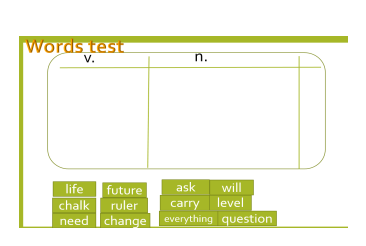 Words test
v. n.
life future ask will
chalk ruler carry level
need change everything question